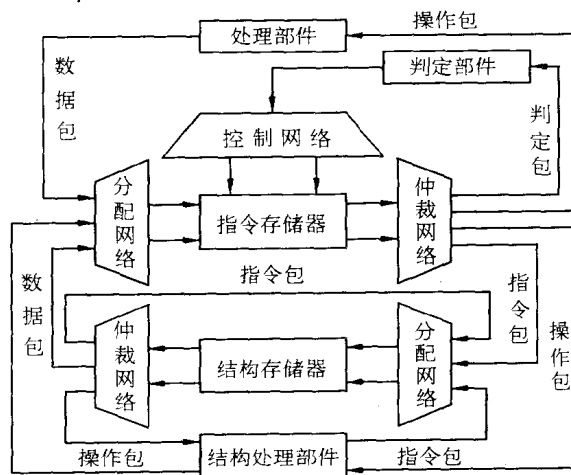 操作包
处理部件
判定部件
数据包
判定包
控制网络
分配网络
指令存储器
仲裁网络
指令包
数据包
指令包
操作包
仲裁网络
结构存储器
分配网络
操作包
结构处理部件
指令包